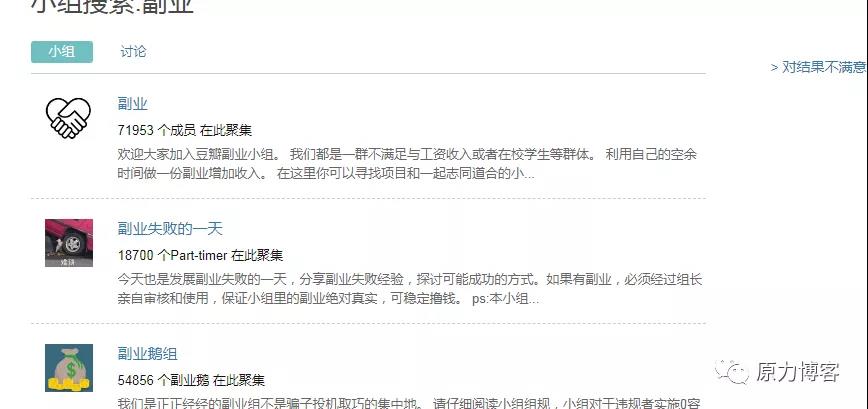 小组搜索:副业
小组 讨论
> 对结果不满意
副业
71953 个成员 在此聚集
欢迎大家加入豆瓣副业小组。 我们都是一群不满足与工资收入或者在校学生等群体。 利用自己的空余
时间做一份副业增加收入。 在这里你可以寻找项目和一起志同道合的小...
副业失败的一天
18700 个Part-timer 在此聚集
今天也是发展副业失败的一天，分享副业失败经验，探讨可能成功的方式。如果有副业，必须经过组长
亲自审核和使用，保证小组里的副业绝对真实，可稳定撸钱。 ps:本小组...
副业鹅组
54856 个副业鹅 在此聚集
我们是正正经经的副业组不是骗子投机取巧的集中地。 请仔细阅读小组组规，小组对于违规者实施0容
原力博客